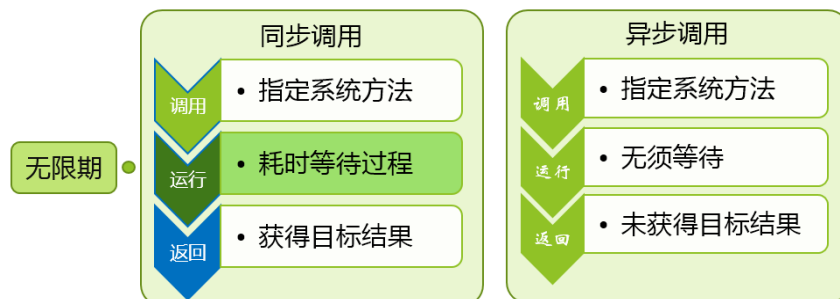 同步调用
调用
• 指定系统方法
无限期
运行
• 耗时等待过程
返回
• 获得目标结果
异步调用
调用
• 指定系统方法
运行
• 无须等待
返回
• 未获得目标结果